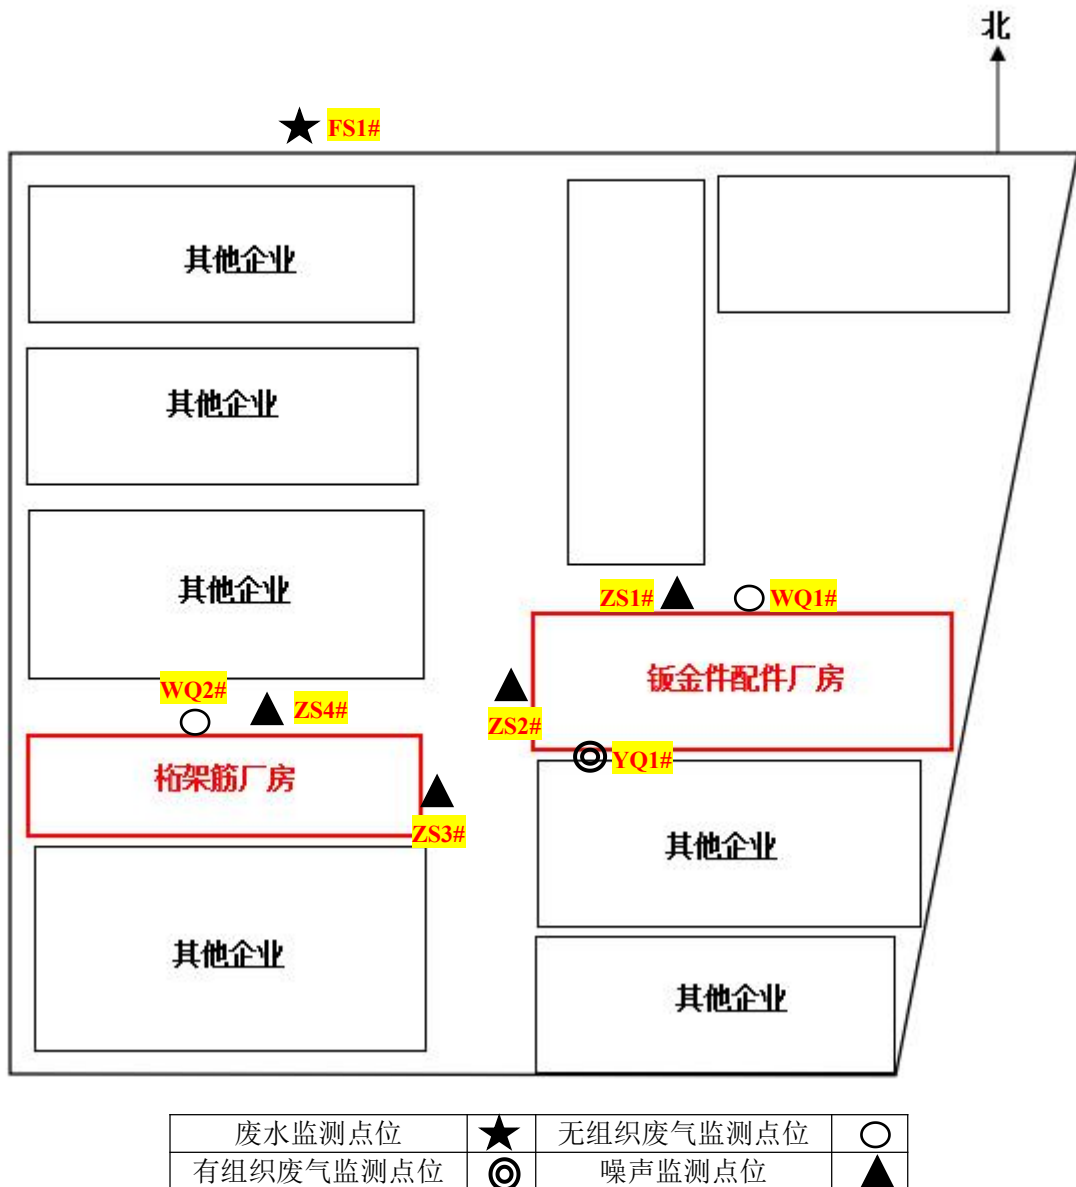 北
FS1#
其他企业
其他企业
其他企业
ZS1#
WQ1#
钣金件配件厂房
WQ2#
ZS4#
ZS2#
YQ1#
桁架筋厂房
ZS3#
其他企业
其他企业
其他企业
废水监测点位 ★ 无组织废气监测点位 ○
有组织废气监测点位 ◎ 噪声监测点位 ▲